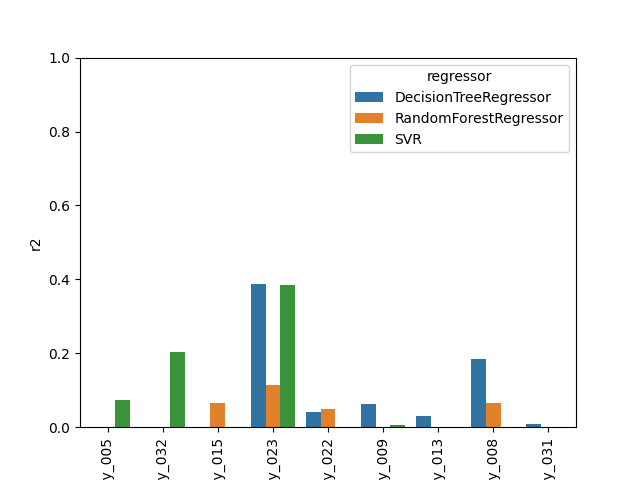 1.0
0.8
0.6
0.4
0.2
0.0
r2
regressor
DecisionTreeRegressor
RandomForestRegressor
SVR
y_005
y_032
y_015
y_023
y_022
y_009
y_013
y_008
y_031